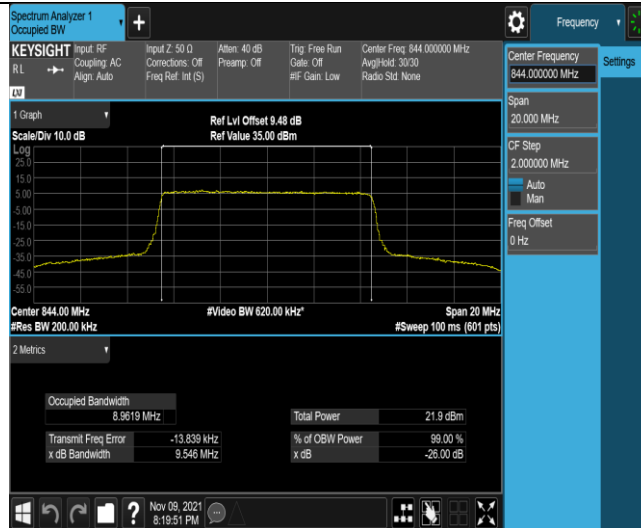 Spectrum Analyzer 1
Occupied BW
Frequency
KEYSIGHT
RL
LXI
Input: RF
Coupling: AC
Align: Auto
Input Z: 50 Ω
Corrections: Off
Freq Ref: Int (S)
Atten: 40 dB
Preamp: Off
Trig: Free Run
Gate: Off
#IF Gain: Low
Center Freq: 844.000000 MHz
Avg|Hold: 30/30
Radio Std: None
Center Frequency
844.000000 MHz
Settings
Span
20.000 MHz
CF Step
2.000000 MHz
Auto
Man
Freq Offset
0 Hz
1 Graph
Scale/Div 10.0 dB
Ref Lvl Offset 9.48 dB
Ref Value 35.00 dBm
Log
25.0
15.0
5.00
-5.00
-15.0
-25.0
-35.0
-45.0
-55.0
Center 844.00 MHz
#Video BW 620.00 kHz*
Span 20 MHz
#Res BW 200.00 kHz
#Sweep 100 ms (601 pts)
2 Metrics
Occupied Bandwidth
8.9619 MHz
Total Power 21.9 dBm
Transmit Freq Error -13.839 kHz
% of OBW Power 99.00 %
x dB Bandwidth 9.546 MHz
x dB -26.00 dB
?
Nov 09, 2021
8:19:51 PM